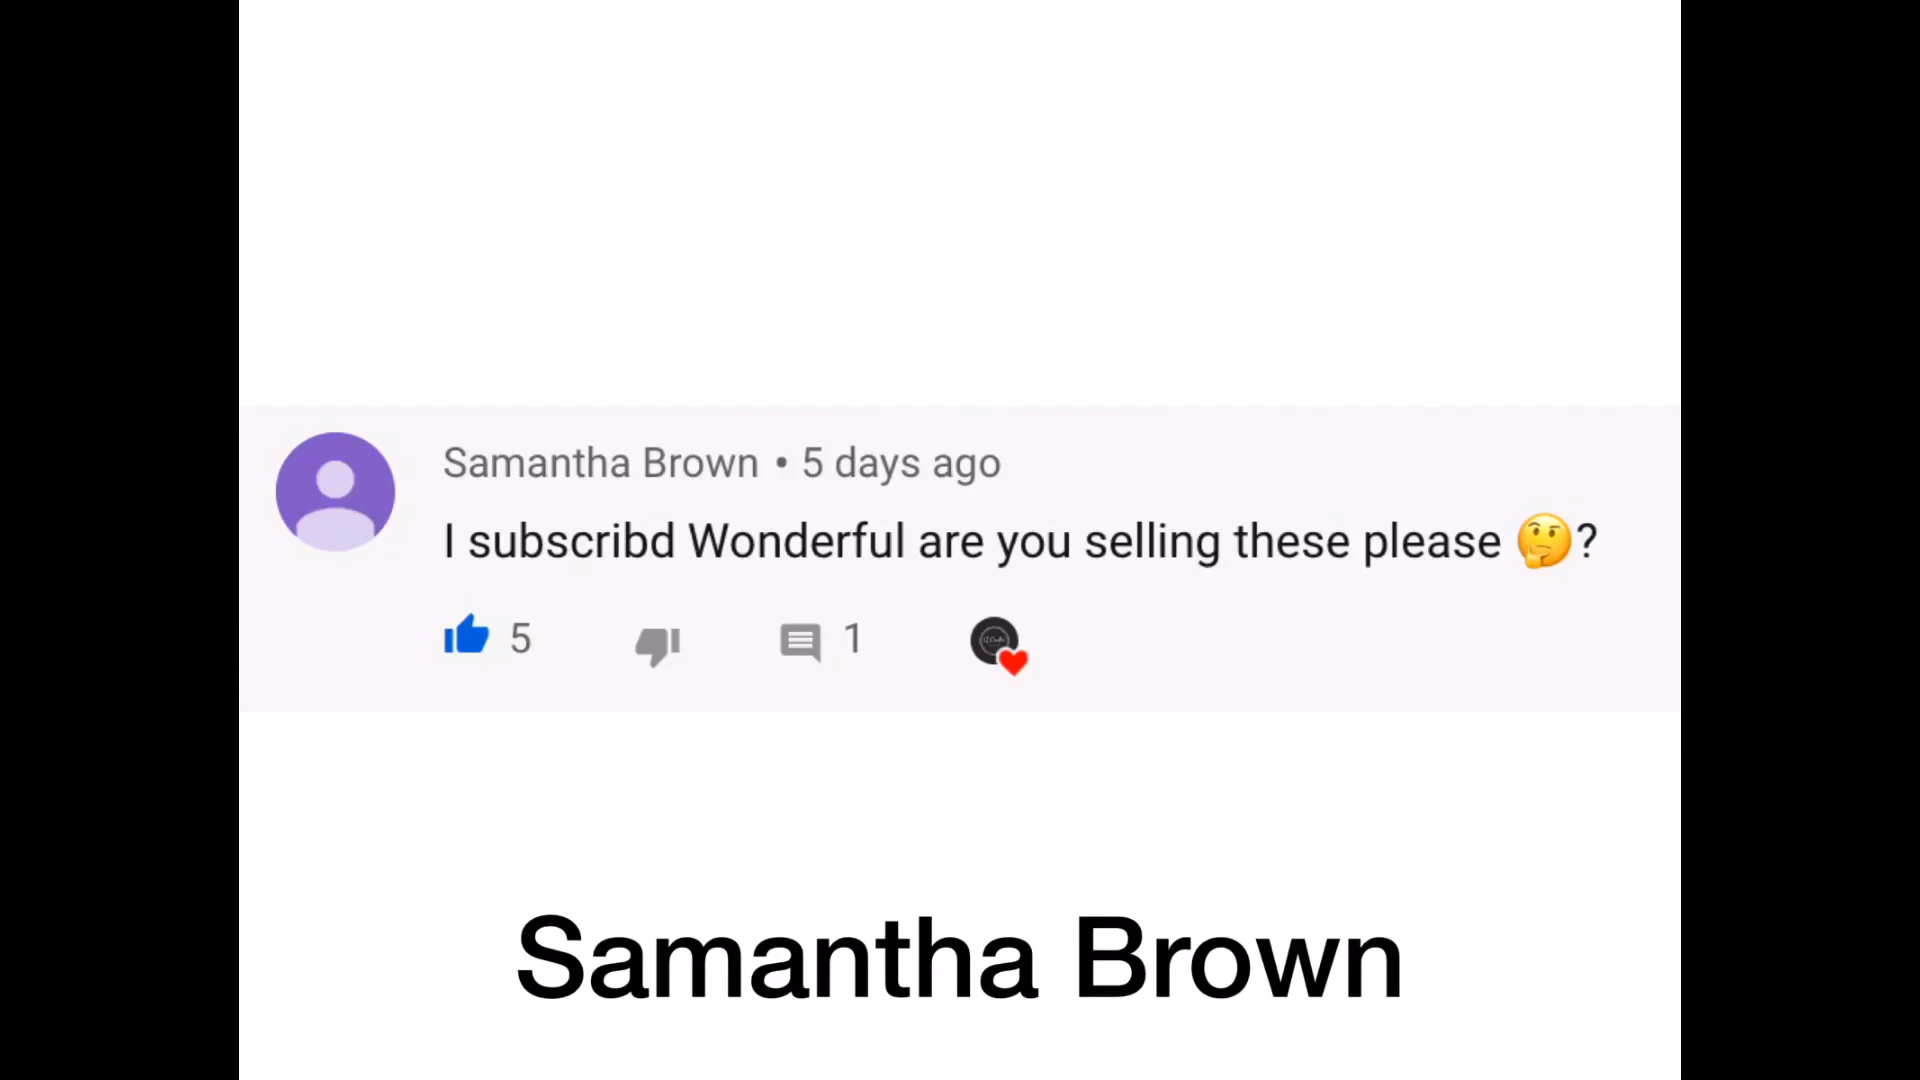 Samantha Brown • 5 days ago
I subscribd Wonderful are you selling these please 🤔?
5 1
Samantha Brown